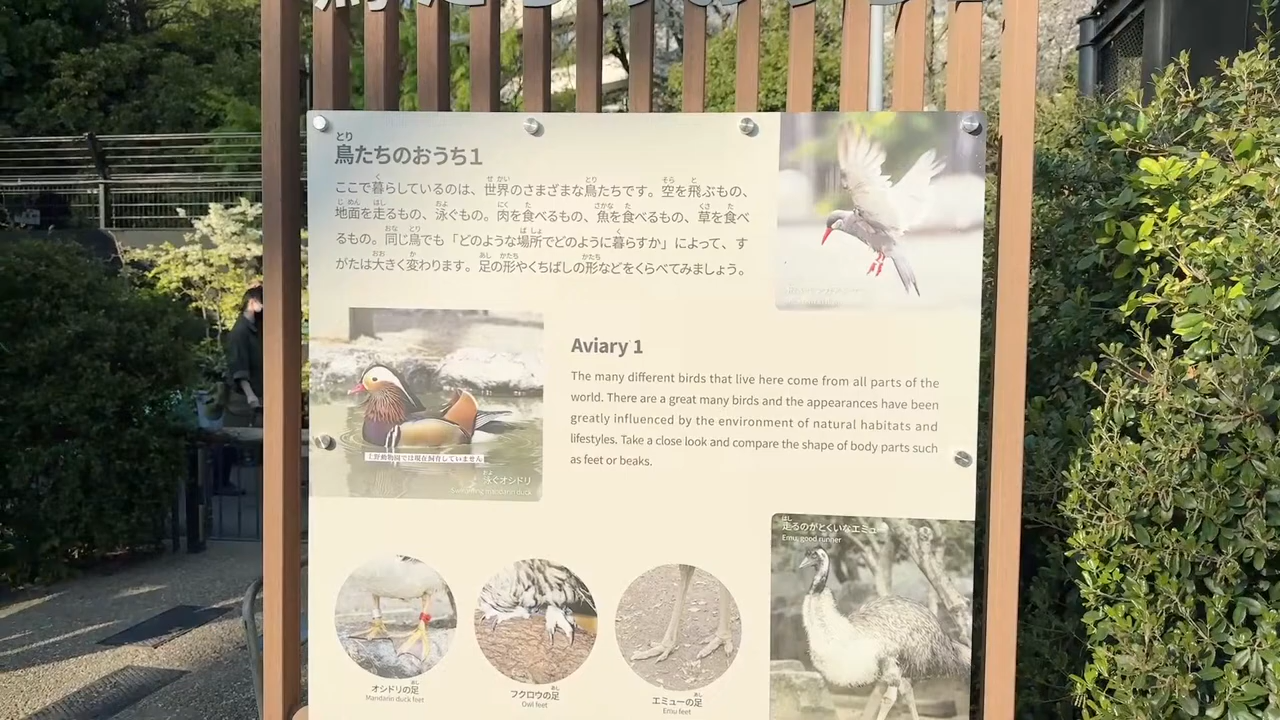 鳥たちのおうち1
ここで暮らしているのは、世界のさまざまな鳥たちです。空を飛ぶもの、
地面を走るもの、泳ぐもの。肉を食べるもの、魚を食べるもの、草を食べ
るもの。同じ鳥でも「どのような場所でどのように暮らすか」によって、す
がたは大きく変わります。足の形やくちばしの形などをくらべてみましょう。
Aviary 1
The many different birds that live here come from all parts of the
world. There are a great many birds and the appearances have been
greatly influenced by the environment of natural habitats and
lifestyles. Take a close look and compare the shape of body parts such
as feet or beaks.
上野動物園では現在飼育していません
泳ぐオシドリ
Swimming mandarin duck
走るのがとくいなエミュー
Emu, good runner
オシドリの足
Mandarin duck feet
フクロウの足
Owl feet
エミューの足
Emu feet